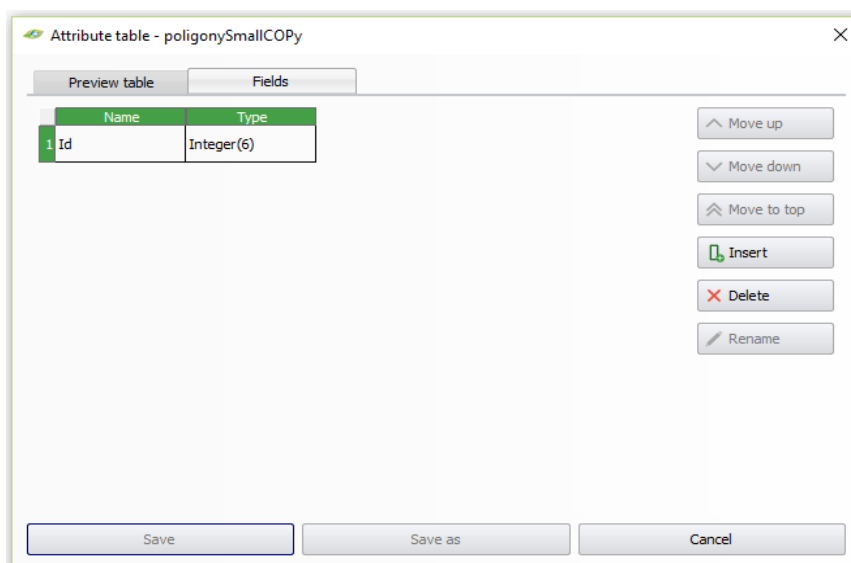 Attribute table - poligonySmallCOPy
Preview table Fields
Name Type
1 Id Integer(6)
Move up
Move down
Move to top
Insert
Delete
Rename
Save Save as Cancel